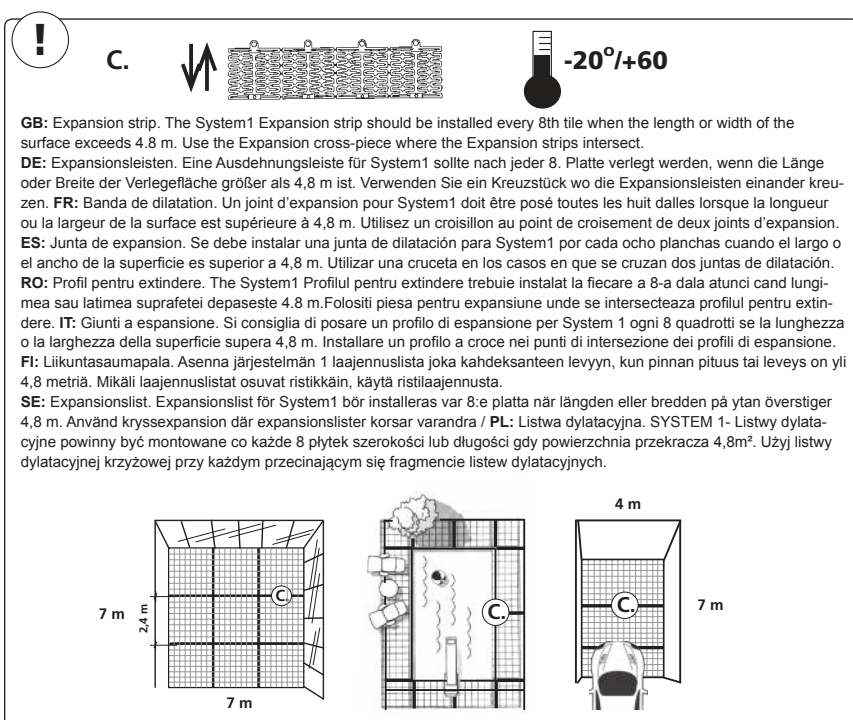 !
C.
-20°/+60
GB: Expansion strip. The System1 Expansion strip should be installed every 8th tile when the length or width of the
surface exceeds 4.8 m. Use the Expansion cross-piece where the Expansion strips intersect.
DE: Expansionsleisten. Eine Ausdehnungsleiste für System1 sollte nach jeder 8. Platte verlegt werden, wenn die Länge
oder Breite der Verlegefläche größer als 4,8 m ist. Verwenden Sie ein Kreuzstück wo die Expansionsleisten einander kreu-
zen. FR: Banda de dilatation. Un joint d'expansion pour System1 doit être posé toutes les huit dalles lorsque la longueur
ou la largeur de la surface est supérieure à 4,8 m. Utilisez un croisillon au point de croisement de deux joints d'expansion.
ES: Junta de expansion. Se debe instalar una junta de dilatación para System1 por cada ocho planchas cuando el largo o
el ancho de la superficie es superior a 4,8 m. Utilizar una cruceta en los casos en que se cruzan dos juntas de dilatación.
RO: Profil pentru extindere. The System1 Profilul pentru extindere trebuie instalat la fiecare a 8-a dala atunci cand lungi-
mea sau latimea suprafetei depaseste 4.8 m.Folositi piesa pentru expansiune unde se intersecteaza profilul pentru extin-
dere. IT: Giunti a espansione. Si consiglia di posare un profilo di espansione per System 1 ogni 8 quadrotti se la lunghezza
o la larghezza della superficie supera 4,8 m. Installare un profilo a croce nei punti di intersezione dei profili di espansione.
FI: Liikuntasaumapala. Asenna järjestelmän 1 laajennuslista joka kahdeksanteen levyyn, kun pinnan pituus tai leveys on yli
4,8 metriä. Mikäli laajennuslistat osuvat ristikkäin, käytä ristilaajennusta.
SE: Expansionslist. Expansionslist för System1 bör installeras var 8:e platta när längden eller bredden på ytan överstiger
4,8 m. Använd kryssexpansion där expansionslister korsar varandra / PL: Listwa dylatacyjna. SYSTEM 1- Listwy dylata-
cyjne powinny być montowane co każde 8 płytek szerokości lub długości gdy powierzchnia przekracza 4,8m². Użyj listwy
dylatacyjnej krzyżowej przy każdym przecinającym się fragmencie listew dylatacyjnych.
7 m
2,4 m
C.
7 m
C.
4 m
C.
7 m